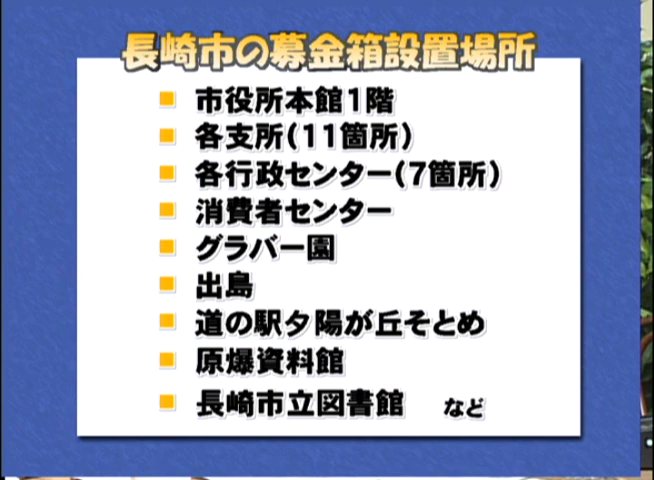 長崎市の募金箱設置場所
市役所本館1階
各支所(11箇所)
各行政センター(7箇所)
消費者センター
グラバー園
出島
道の駅夕陽が丘そとめ
原爆資料館
長崎市立図書館 など